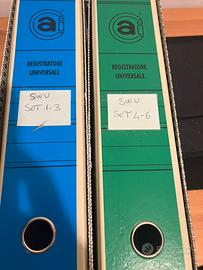 a
REGISTRATORE
UNIVERSALE
SWU
SET 1-3
a
REGISTRATORE
UNIVERSALE
SWU
SET 4-6